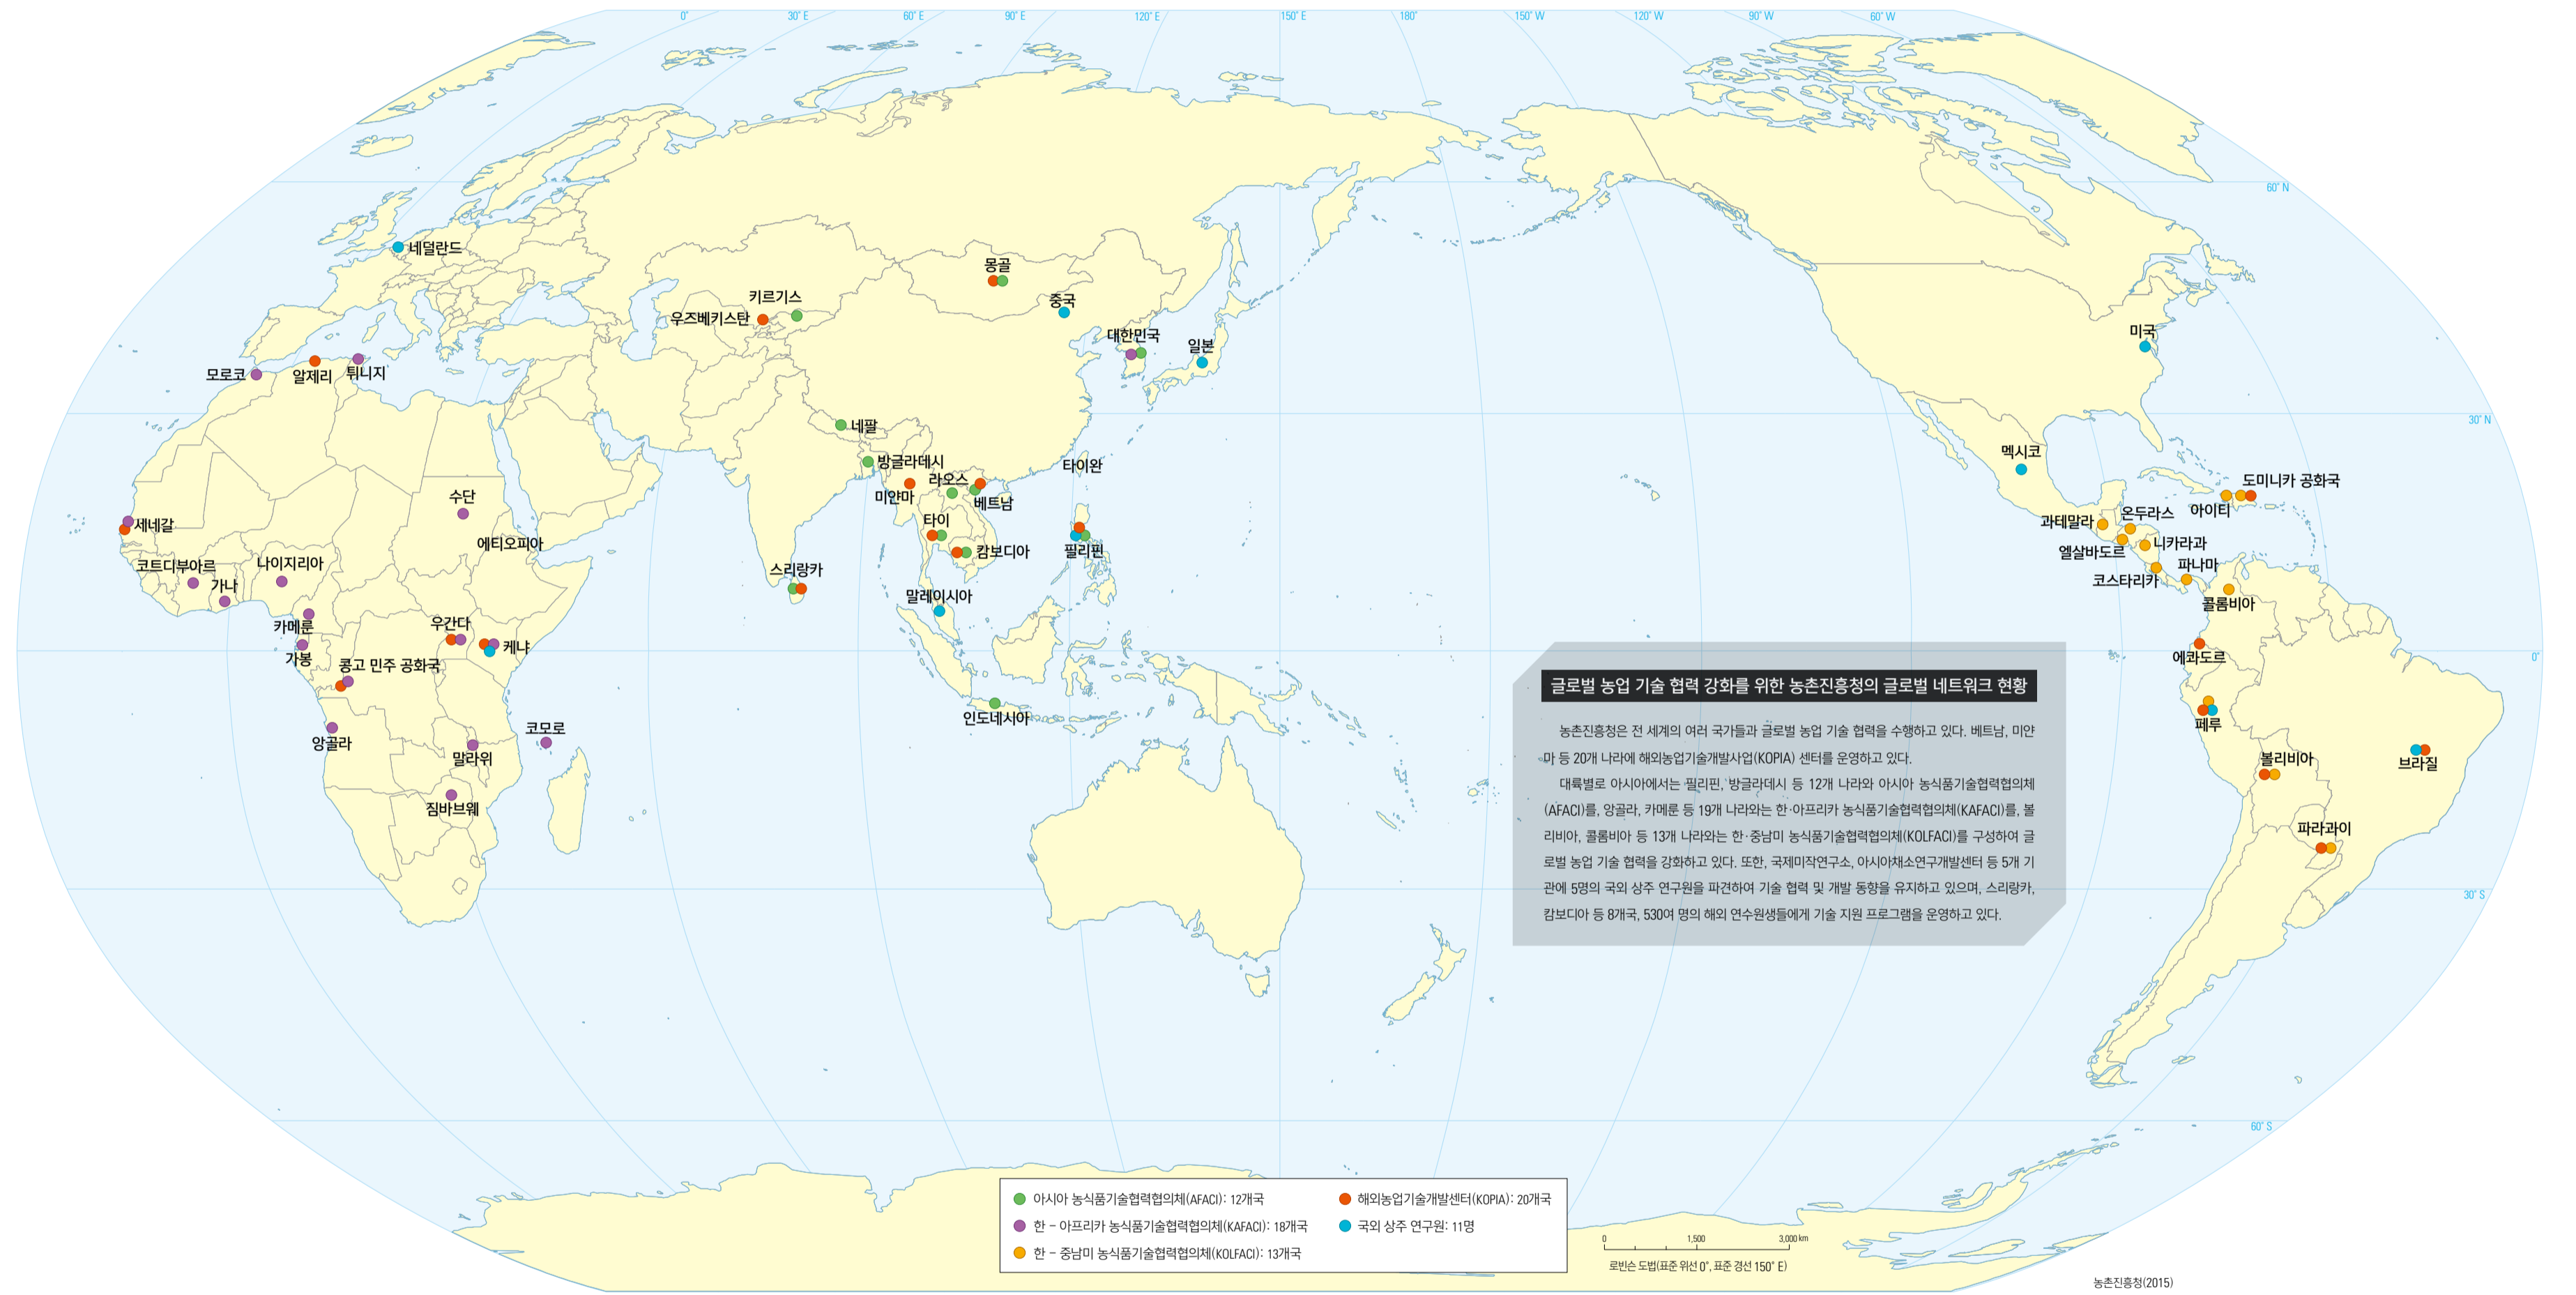 0° 30° E 60° E 90° E 120° E 150° E 180° 150° W 120° W 90° W 60° W
60° N
30° N
0°
30° S
60° S
네덜란드
몽골
중국
키르기스
우즈베키스탄
대한민국
일본
미국
모로코
알제리
튀니지
네팔
방글라데시
라오스
미얀마
베트남
타이완
타이
캄보디아
필리핀
스리랑카
말레이시아
인도네시아
수단
세네갈
에티오피아
코트디부아르
나이지리아
가나
카메룬
우간다
케냐
가봉
콩고 민주 공화국
앙골라
코모로
말라위
짐바브웨
멕시코
도미니카 공화국
아이티
과테말라
온두라스
엘살바도르
니카라과
코스타리카
파나마
콜롬비아
에콰도르
페루
볼리비아
브라질
파라과이
글로벌 농업 기술 협력 강화를 위한 농촌진흥청의 글로벌 네트워크 현황
농촌진흥청은 전 세계의 여러 국가들과 글로벌 농업 기술 협력을 수행하고 있다. 베트남, 미얀
마 등 20개 나라에 해외농업기술개발사업(KOPIA) 센터를 운영하고 있다.
대륙별로 아시아에서는 필리핀, 방글라데시 등 12개 나라와 아시아 농식품기술협력협의체
(AFACI)를, 앙골라, 카메룬 등 19개 나라와는 한·아프리카 농식품기술협력협의체(KAFACI)를, 볼
리비아, 콜롬비아 등 13개 나라와는 한·중남미 농식품기술협력협의체(KOLFACI)를 구성하여 글
로벌 농업 기술 협력을 강화하고 있다. 또한, 국제미작연구소, 아시아채소연구개발센터 등 5개 기
관에 5명의 국외 상주 연구원을 파견하여 기술 협력 및 개발 동향을 유지하고 있으며, 스리랑카,
캄보디아 등 8개국, 530여 명의 해외 연수원생들에게 기술 지원 프로그램을 운영하고 있다.
아시아 농식품기술협력협의체(AFACI): 12개국
한 – 아프리카 농식품기술협력협의체(KAFACI): 18개국
한 – 중남미 농식품기술협력협의체(KOLFACI): 13개국
해외농업기술개발센터(KOPIA): 20개국
국외 상주 연구원: 11명
0 1,500 3,000 km
로빈슨 도법(표준 위선 0°, 표준 경선 150° E)
농촌진흥청(2015)